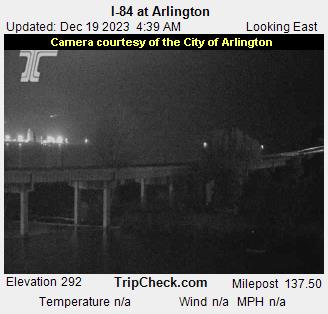 I-84 at Arlington
Updated: Dec 19 2023 4:39 AM Looking East
Camera courtesy of the City of Arlington
Elevation 292 TripCheck.com Milepost 137.50
Temperature n/a Wind n/a MPH n/a